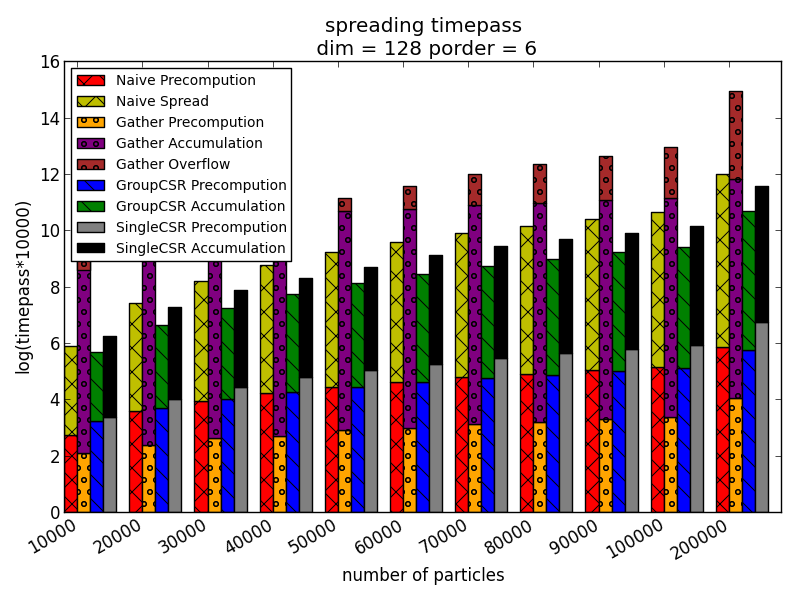 spreading timepass
dim = 128 porder = 6
16
14
12
10
8
6
4
2
0
log(timepass*10000)
Naive Precompution
Naive Spread
Gather Precompution
Gather Accumulation
Gather Overflow
GroupCSR Precompution
GroupCSR Accumulation
SingleCSR Precompution
SingleCSR Accumulation
10000
20000
30000
40000
50000
60000
70000
80000
90000
100000
200000
number of particles